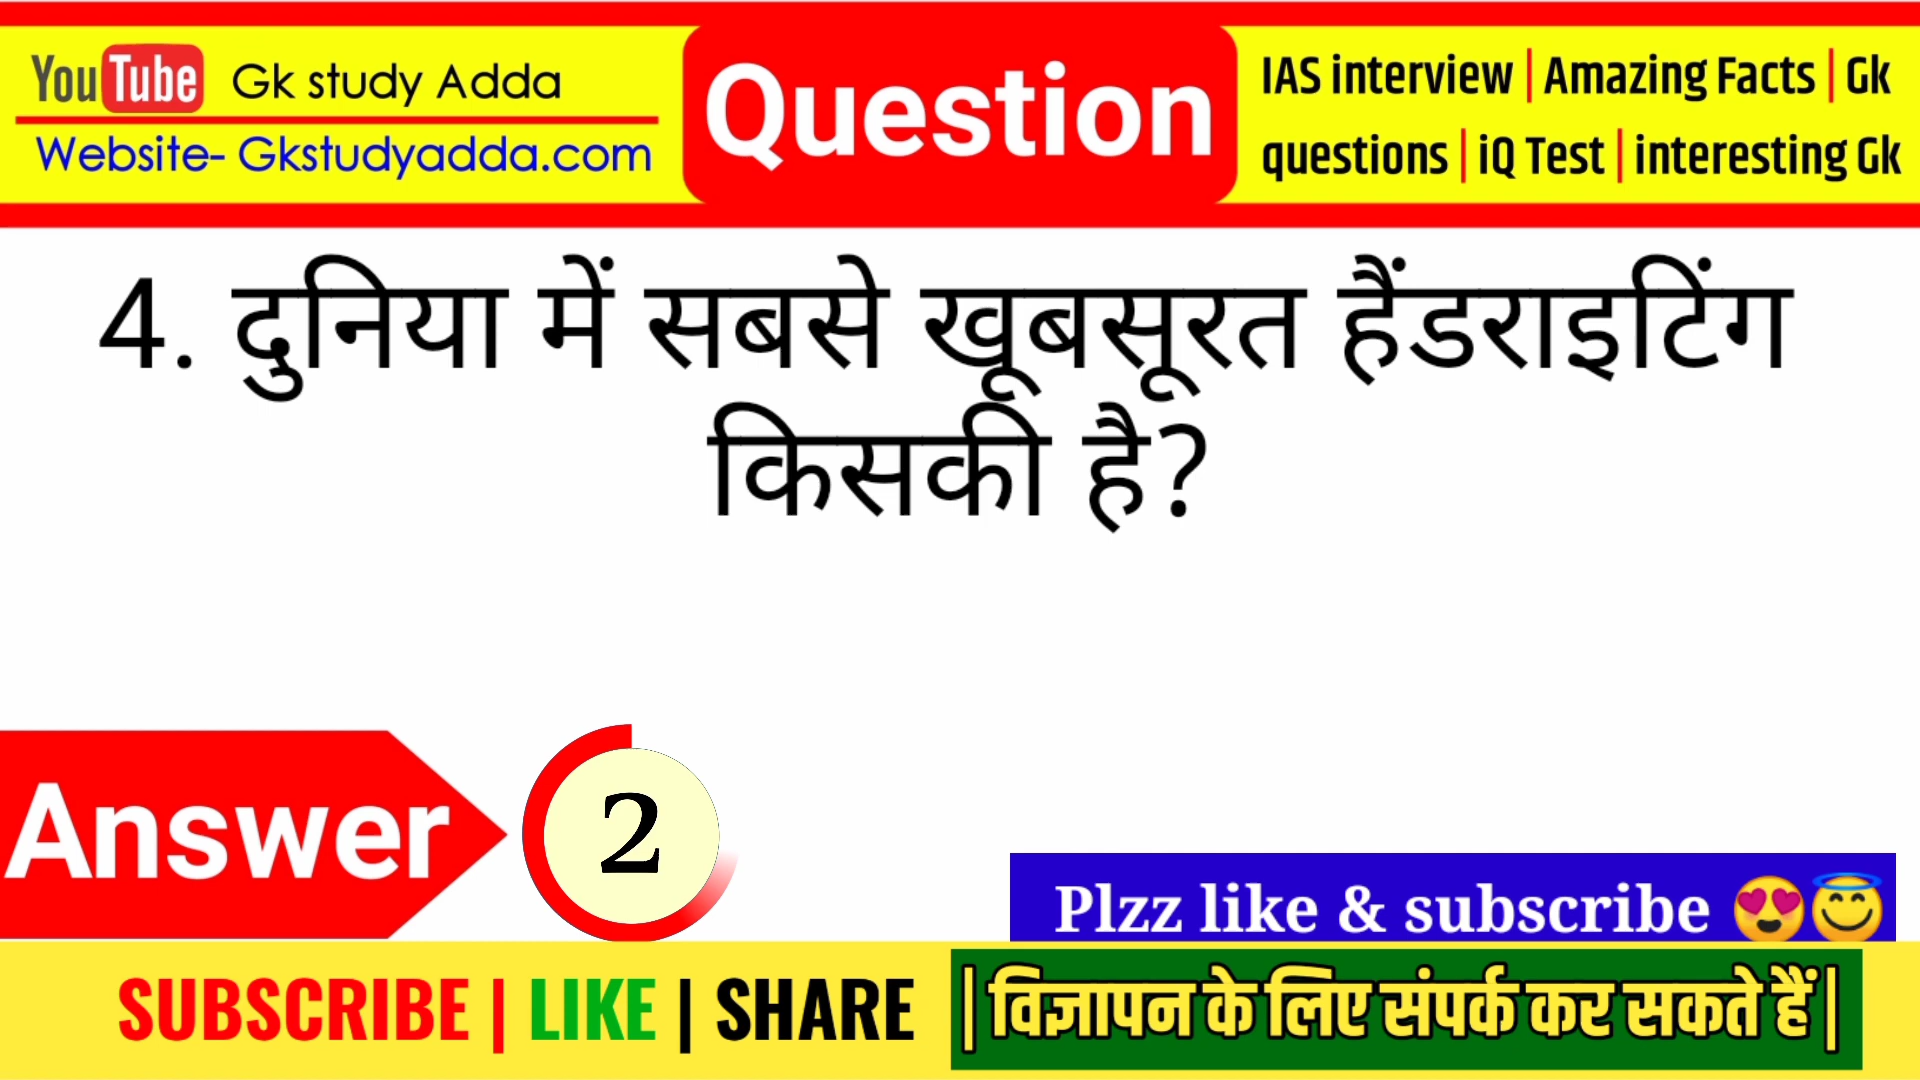 YouTube Gk study Adda
Website- Gkstudyadda.com
Question
IAS interview | Amazing Facts | Gk
questions | iQ Test | interesting Gk
4. दुनिया में सबसे खूबसूरत हैंडराइटिंग
किसकी है?
Answer
2
Plzz like & subscribe 😍😇
SUBSCRIBE | LIKE | SHARE
| विज्ञापन के लिए संपर्क कर सकते हैं |